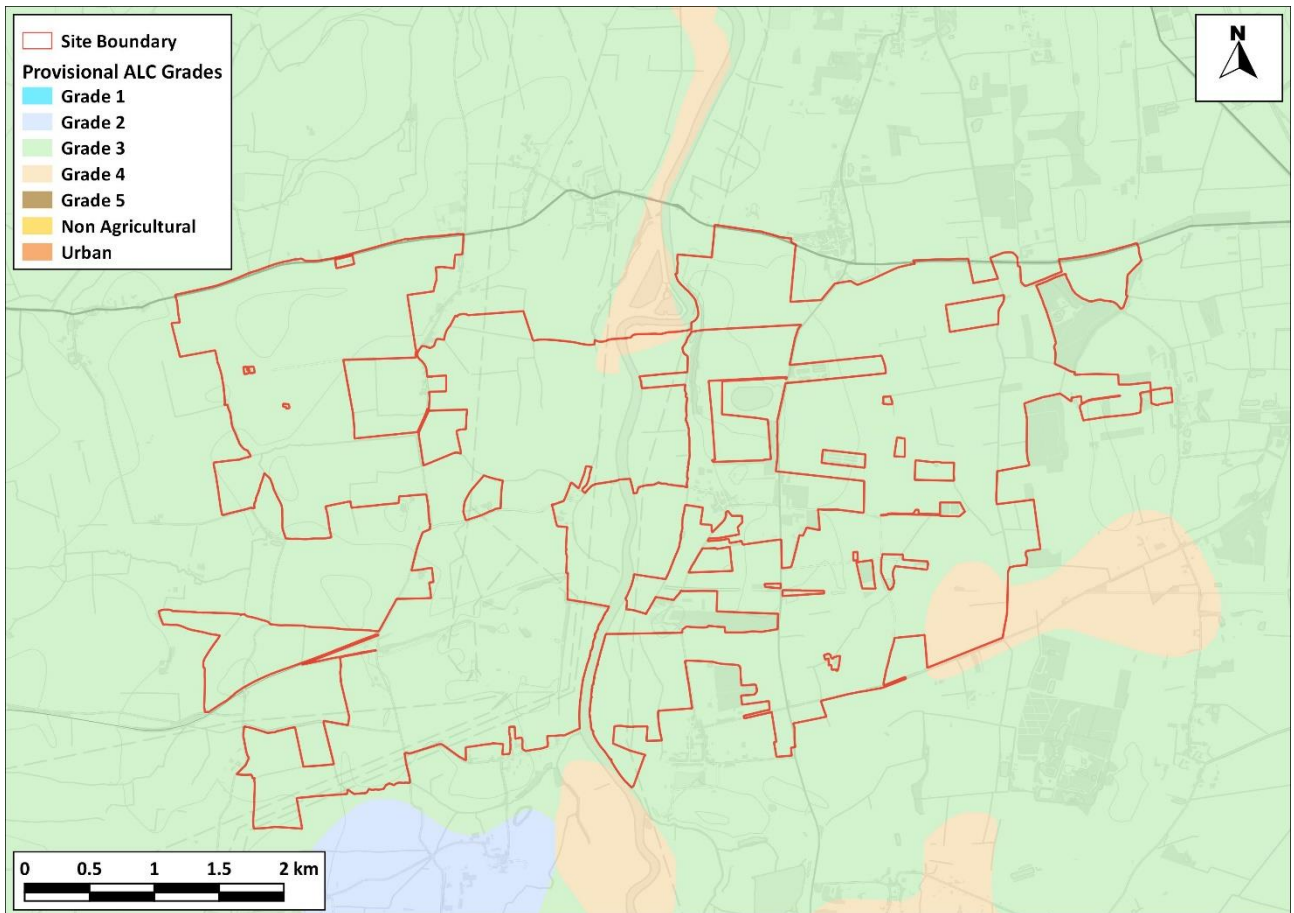 Site Boundary
Provisional ALC Grades
Grade 1
Grade 2
Grade 3
Grade 4
Grade 5
Non Agricultural
Urban
N
0 0.5 1 1.5 2 km